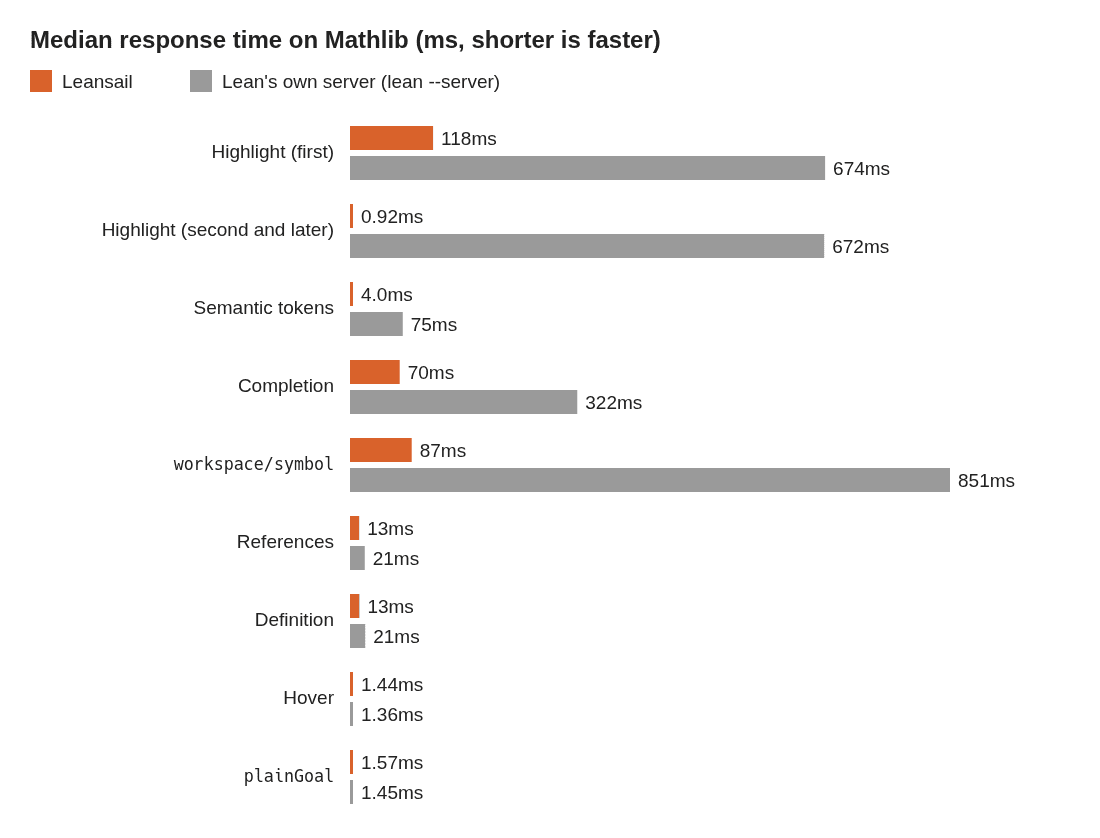 Median response time on Mathlib (ms, shorter is faster)
Leansail Lean's own server (lean --server)
Highlight (first) 118ms
674ms
Highlight (second and later) 0.92ms
672ms
Semantic tokens 4.0ms
75ms
Completion 70ms
322ms
workspace/symbol 87ms
851ms
References 13ms
21ms
Definition 13ms
21ms
Hover 1.44ms
1.36ms
plainGoal 1.57ms
1.45ms